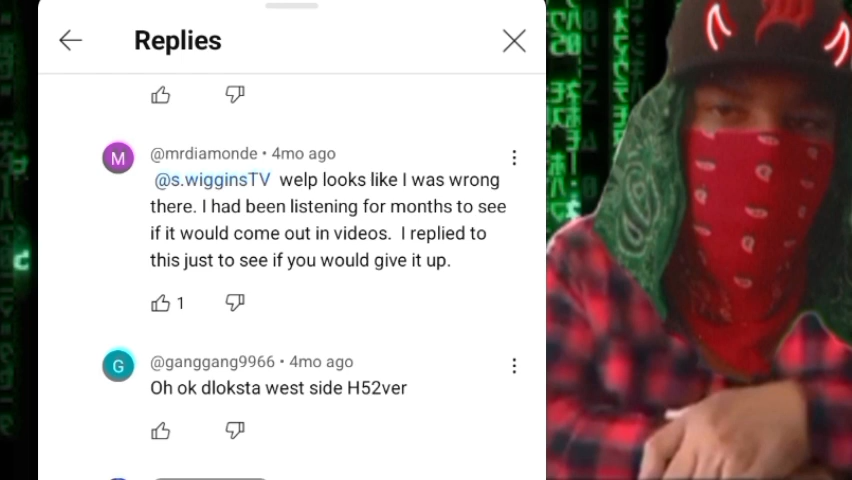 Replies
M
@mrdiamonde • 4mo ago
@s.wigginsTV welp looks like I was wrong
there. I had been listening for months to see
if it would come out in videos. I replied to
this just to see if you would give it up.
1
G
@ganggang9966 • 4mo ago
Oh ok dloksta west side H52ver